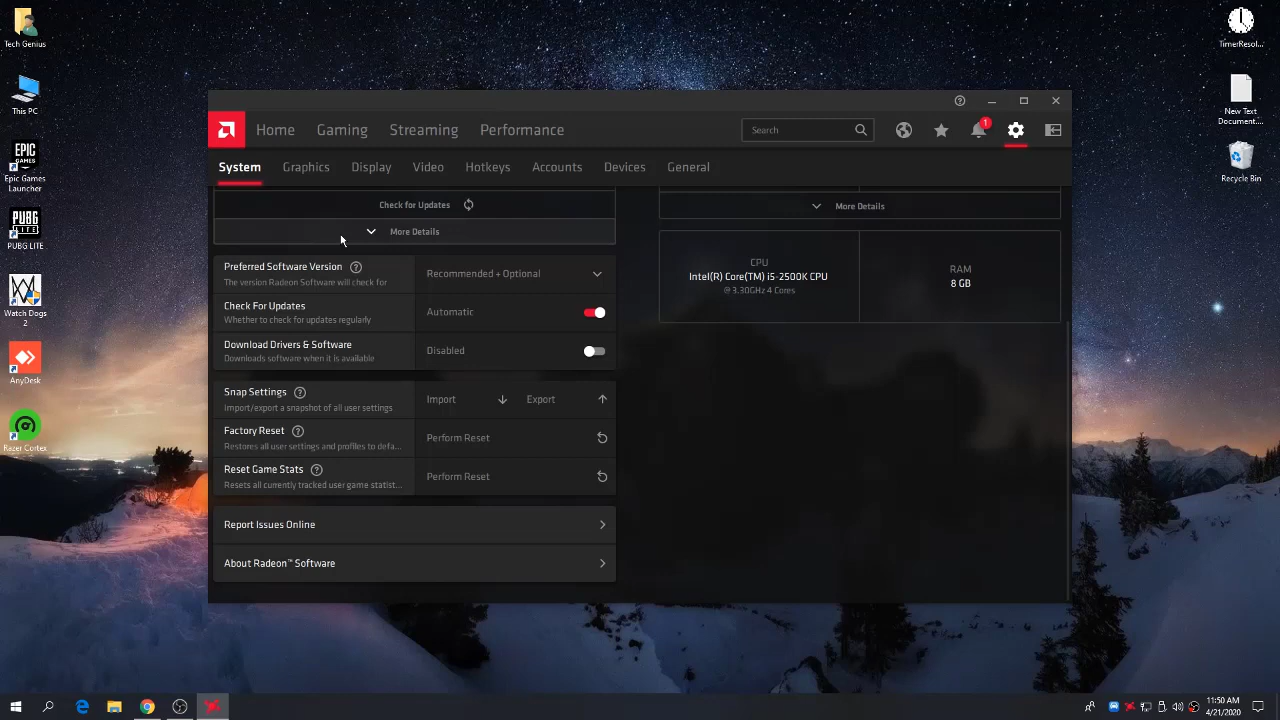 Tech Genius
This PC
EPIC
GAMES
Epic Games
Launcher
PUBG
LITE
PUBG LITE
Watch Dogs
2
AnyDesk
Razer Cortex
TimerResol...
New Text
Document....
Recycle Bin
Home
Gaming
Streaming
Performance
Search
1
System
Graphics
Display
Video
Hotkeys
Accounts
Devices
General
Check for Updates
More Details
Preferred Software Version
The version Radeon Software will check for
Recommended + Optional
Check For Updates
Whether to check for updates regularly
Automatic
Download Drivers & Software
Downloads software when it is available
Disabled
Snap Settings
Import/export a snapshot of all user settings
Import
Export
Factory Reset
Restores all user settings and profiles to defa...
Perform Reset
Reset Game Stats
Resets all currently tracked user game statist...
Perform Reset
Report Issues Online
About Radeon™ Software
More Details
CPU
Intel(R) Core(TM) i5-2500K CPU
@ 3.30GHz 4 Cores
RAM
8 GB
11:50 AM
4/21/2020